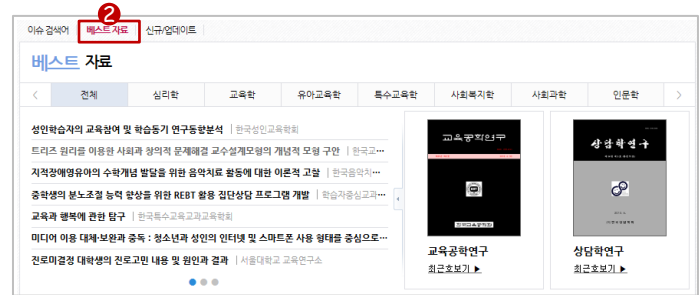 2
이슈 검색어 베스트 자료 신규/업데이트
베스트 자료
전체 심리학 교육학 유아교육학 특수교육학 사회복지학 사회과학 인문학
성인학습자의 교육참여 및 학습동기 연구동향분석 | 한국성인교육학회
트리즈 원리를 이용한 사회과 창의적 문제해결 교수설계모형의 개념적 모형 구안 | 한국교…
지적장애영유아의 수학개념 발달을 위한 음악치료 활동에 대한 이론적 고찰 | 한국음악치…
중학생의 분노조절 능력 향상을 위한 REBT 활용 집단상담 프로그램 개발 | 학습자중심교과…
교육과 행복에 관한 탐구 | 한국특수교육교과교육학회
미디어 이용 대체·보완과 중독 : 청소년과 성인의 인터넷 및 스마트폰 사용 형태를 중심으로…
진로미결정 대학생의 진로고민 내용 및 원인과 결과 | 서울대학교 교육연구소
교육공학연구
한국교육공학회
교육공학연구
최근호보기 ▶
상담학연구
상담학연구
최근호보기 ▶